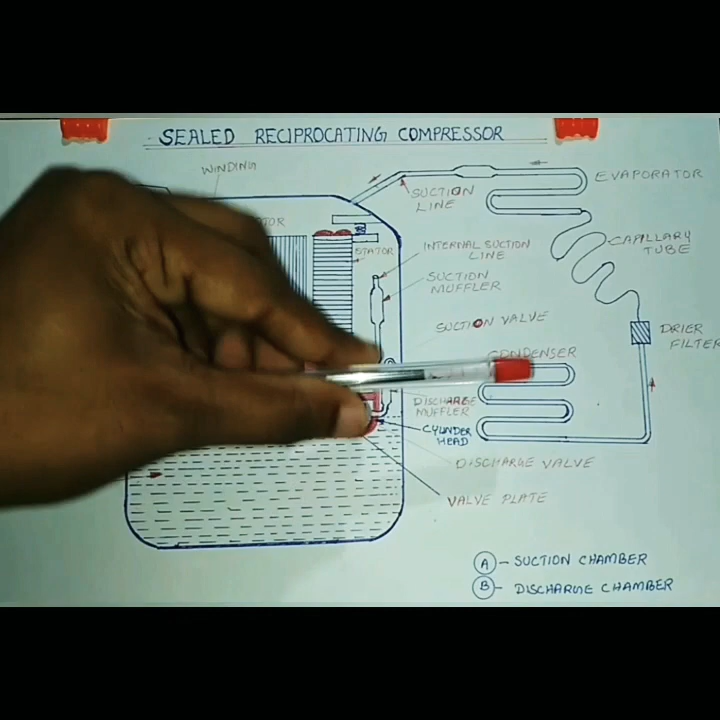 SEALED RECIPROCATING COMPRESSOR
WINDING
EVAPORATOR
SUCTION
LINE
CAPILLARY
TUBE
STATOR
INTERNAL SUCTION
LINE
SUCTION
MUFFLER
SUCTION VALVE
DRIER
FILTER
CONDENSER
DISCHARGE
MUFFLER
CYLINDER
HEAD
DISCHARGE VALVE
VALVE PLATE
A - SUCTION CHAMBER
B - DISCHARGE CHAMBER